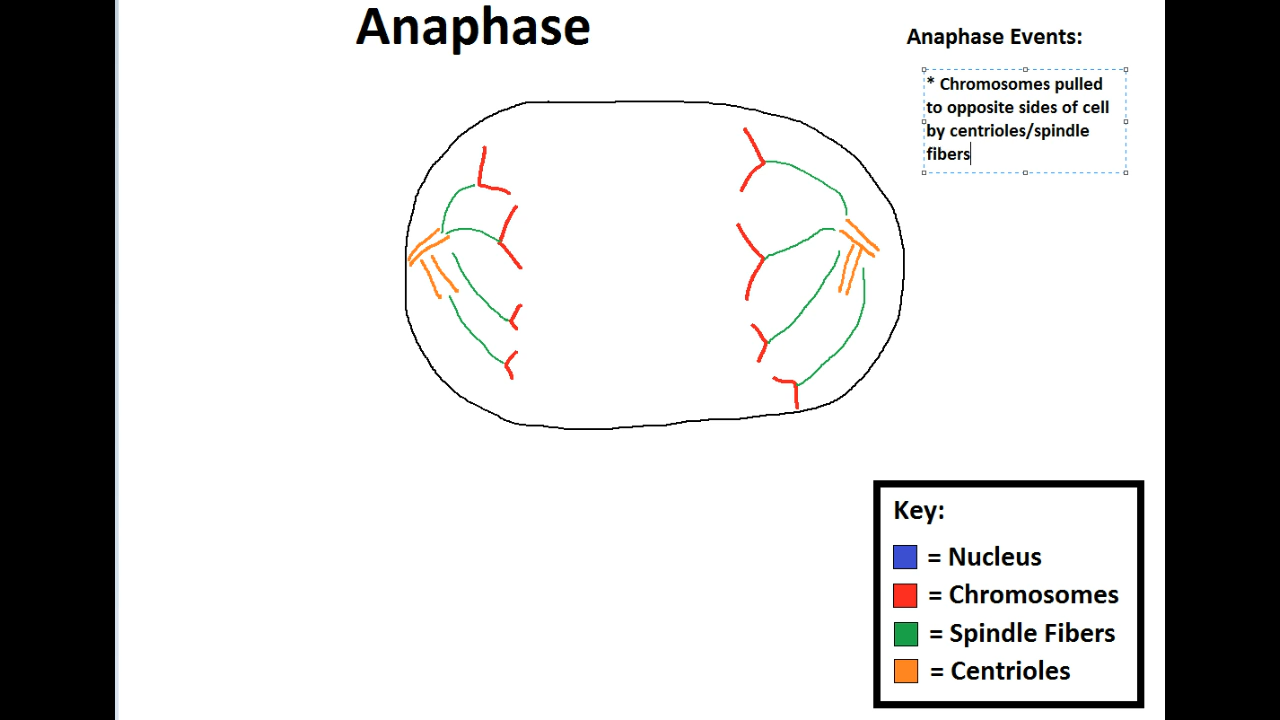 Anaphase
Anaphase Events:
* Chromosomes pulled
to opposite sides of cell
by centrioles/spindle
fibers
Key:
= Nucleus
= Chromosomes
= Spindle Fibers
= Centrioles